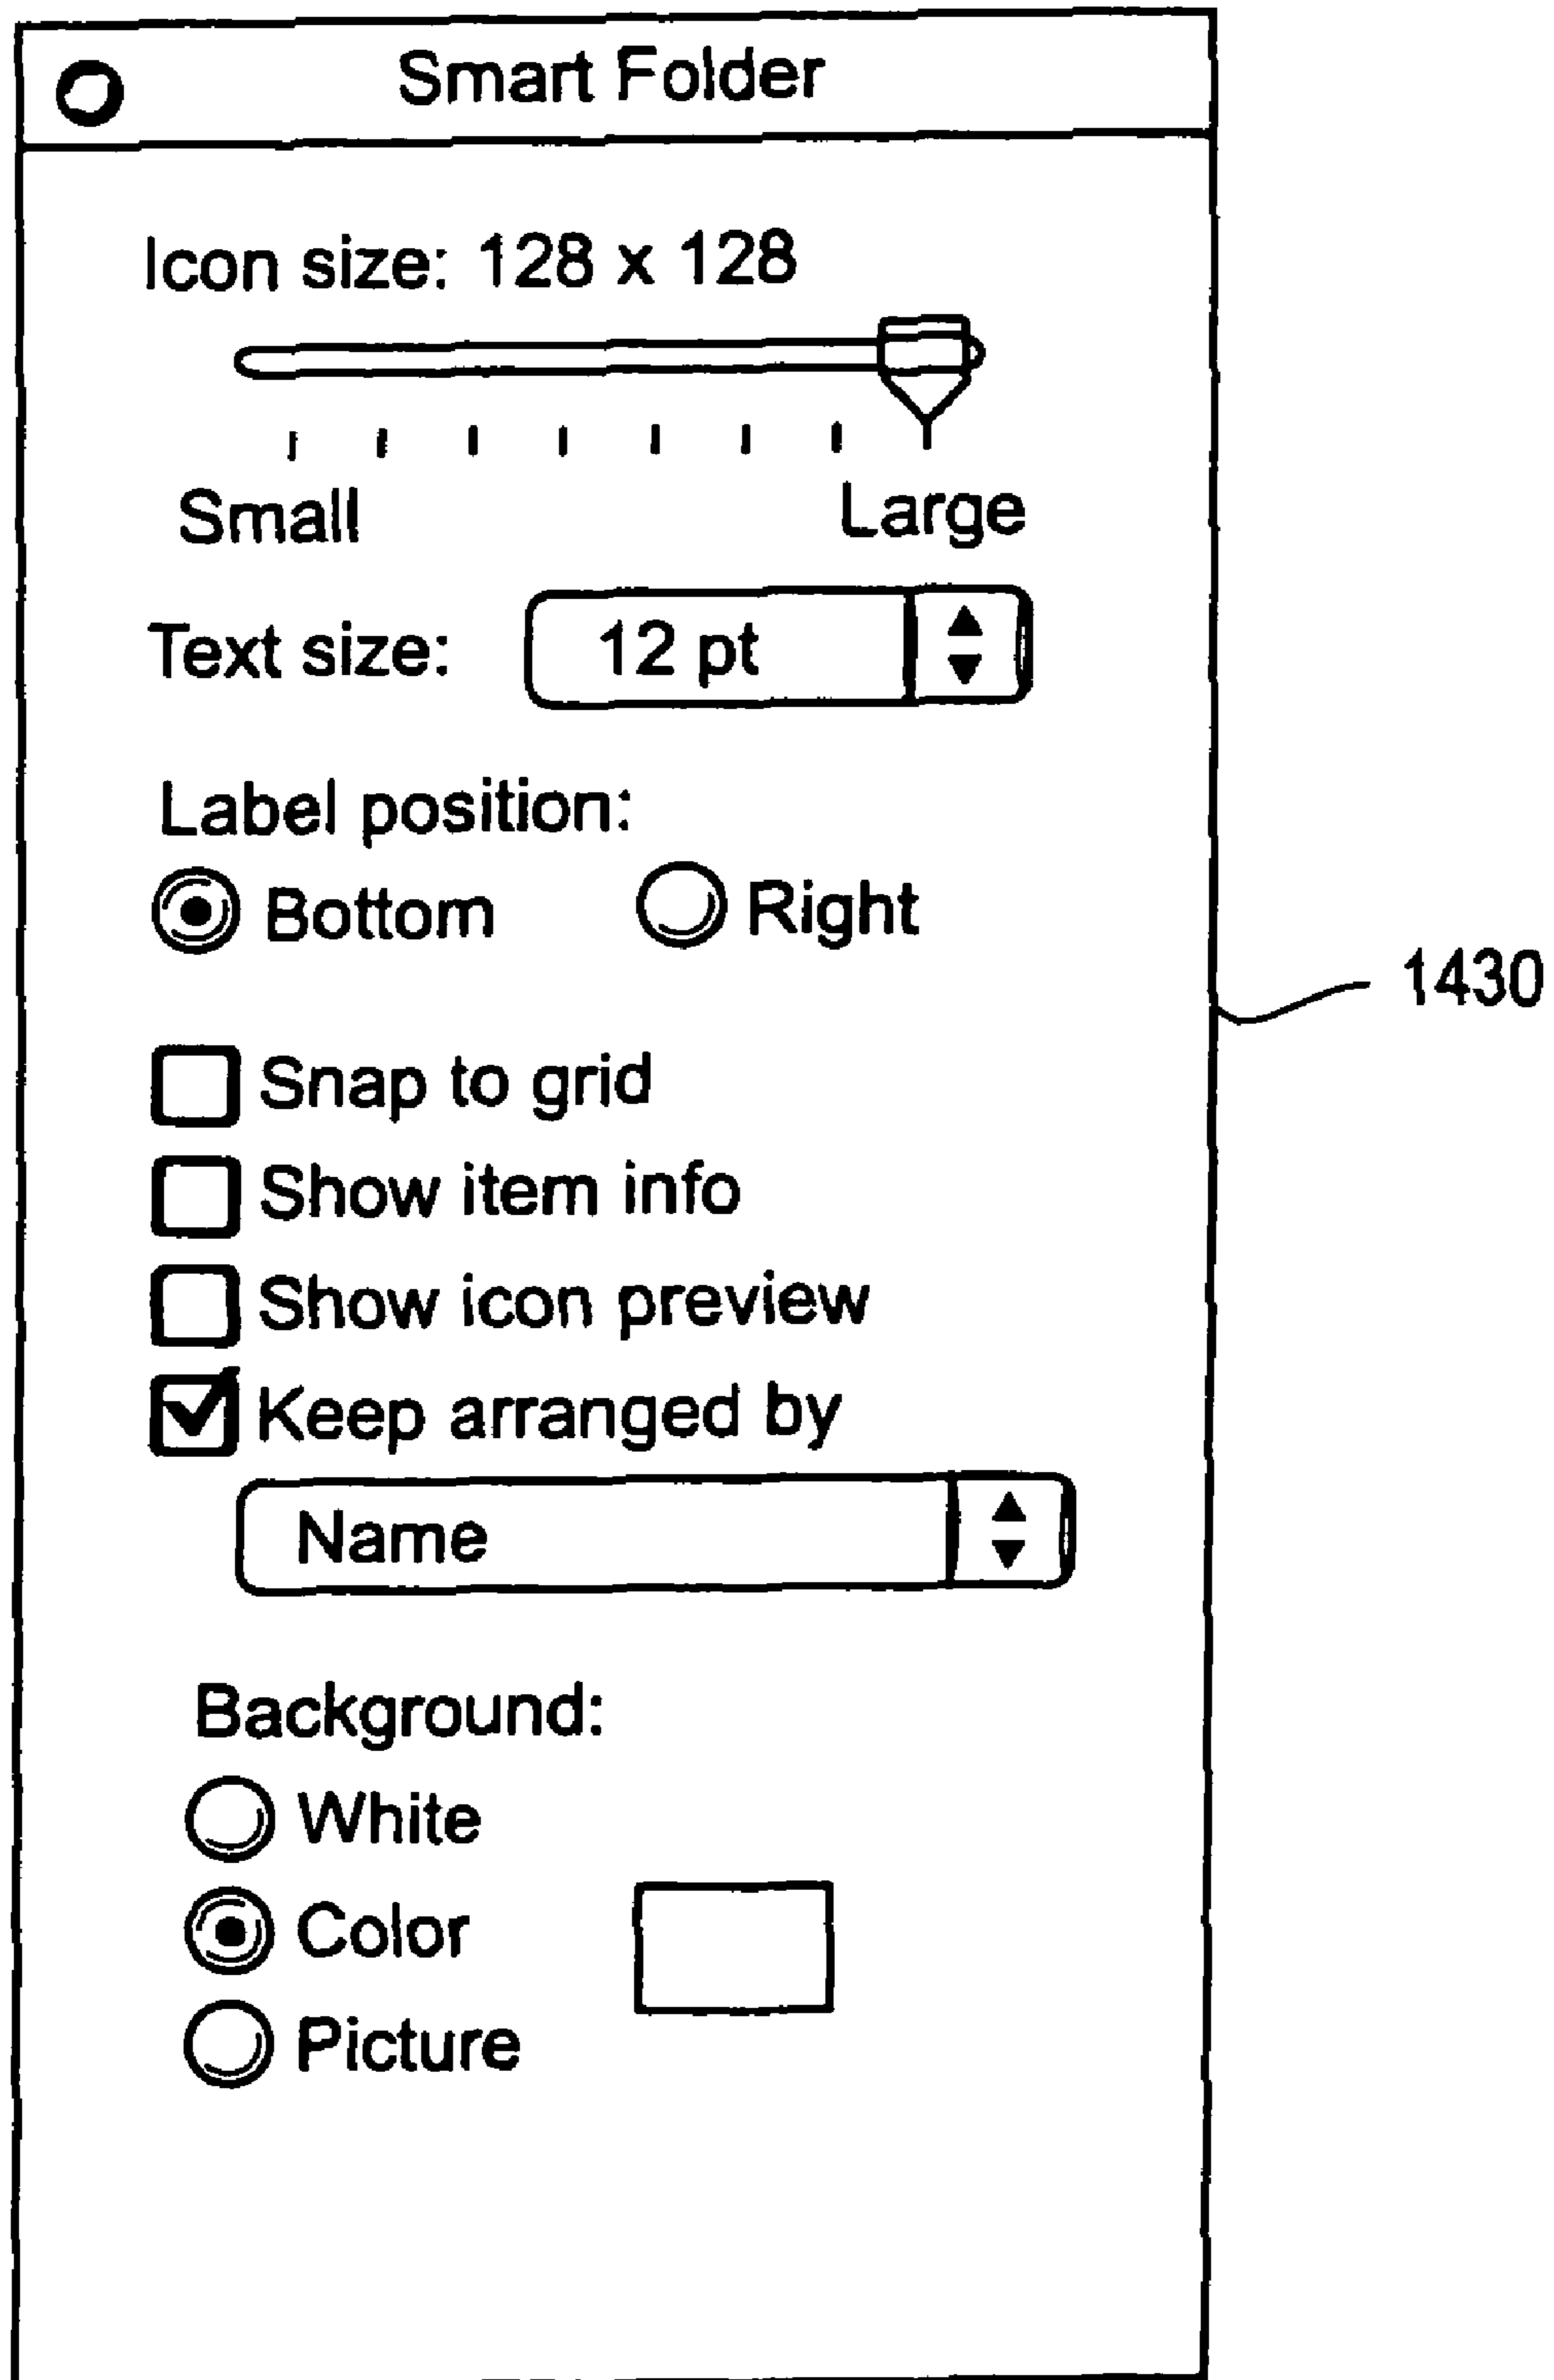 Smart Folder
Icon size: 128 x 128
Small Large
Text size: 12 pt
Label position:
Bottom Right
1430
Snap to grid
Show item info
Show icon preview
Keep arranged by
Name
Background:
White
Color
Picture